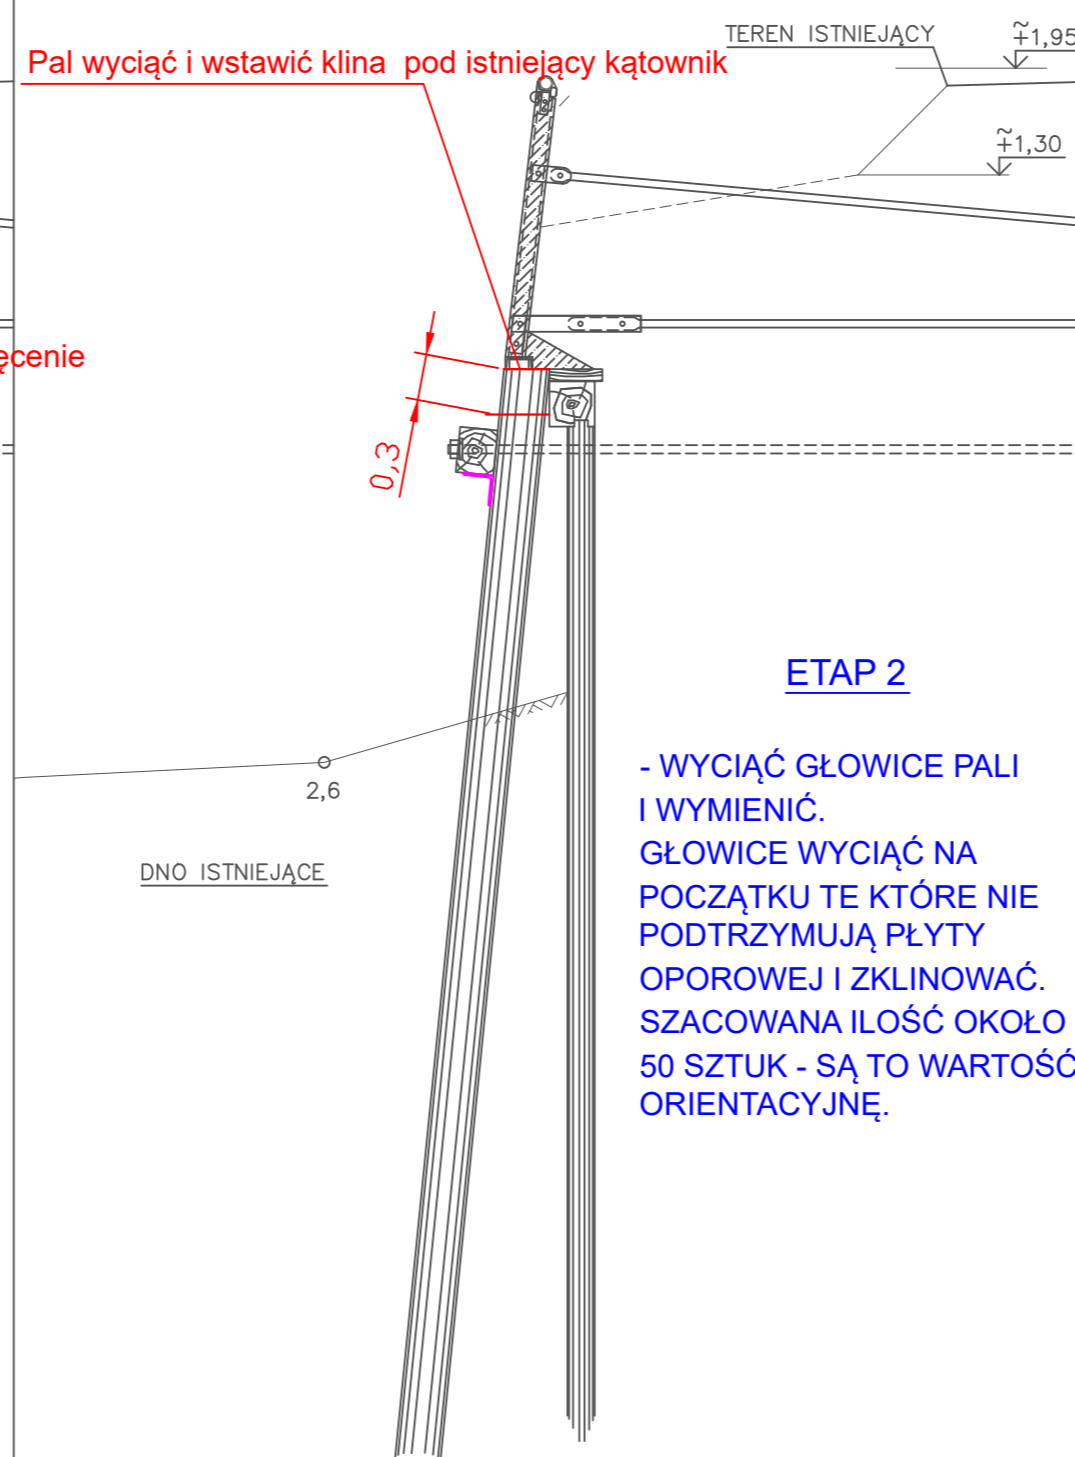 TEREN ISTNIEJĄCY
+1,95
Pal wyciąć i wstawić klina  pod istniejący kątownik
+1,30
ęcenie
0,3
ETAP 2
- WYCIĄĆ GŁOWICE PALI
I WYMIENIĆ.
GŁOWICE WYCIĄĆ NA
POCZĄTKU TE KTÓRE NIE
PODTRZYMUJĄ PŁYTY
OPOROWEJ I ZKLINOWAĆ.
SZACOWANA ILOŚĆ OKOŁO
50 SZTUK - SĄ TO WARTOŚC
ORIENTACYJNĘ.
2,6
DNO ISTNIEJĄCE